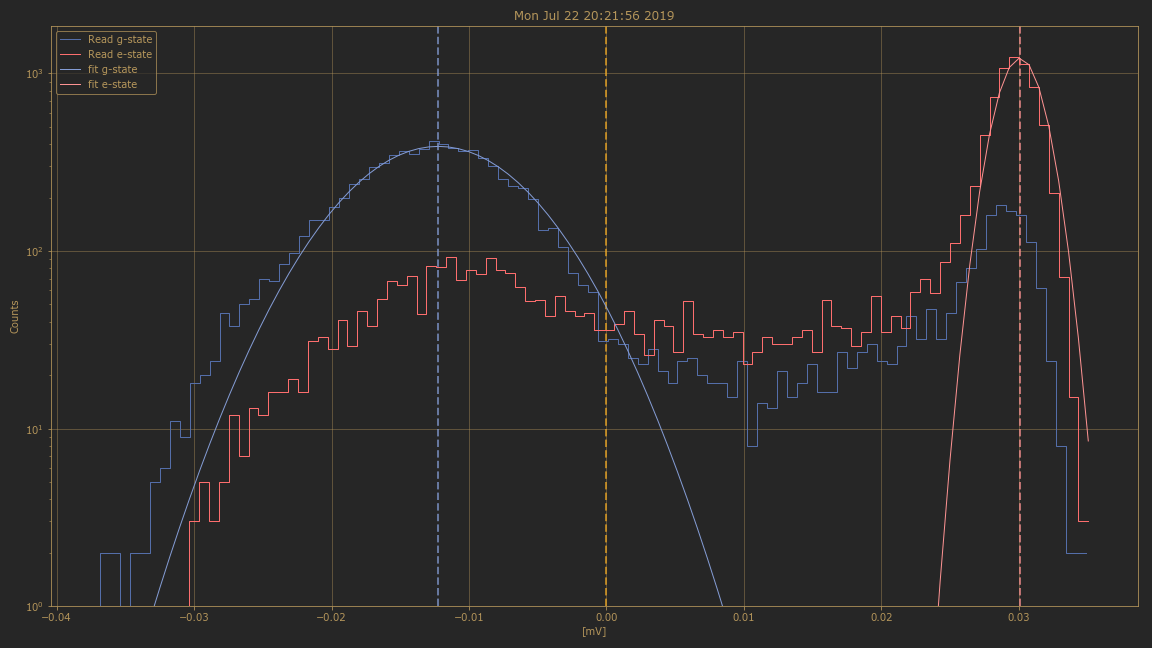 Mon Jul 22 20:21:56 2019
Read g-state
Read e-state
fit g-state
fit e-state
10³
10²
10¹
10⁰
Counts
−0.04 −0.03 −0.02 −0.01 0.00 0.01 0.02 0.03
[mV]